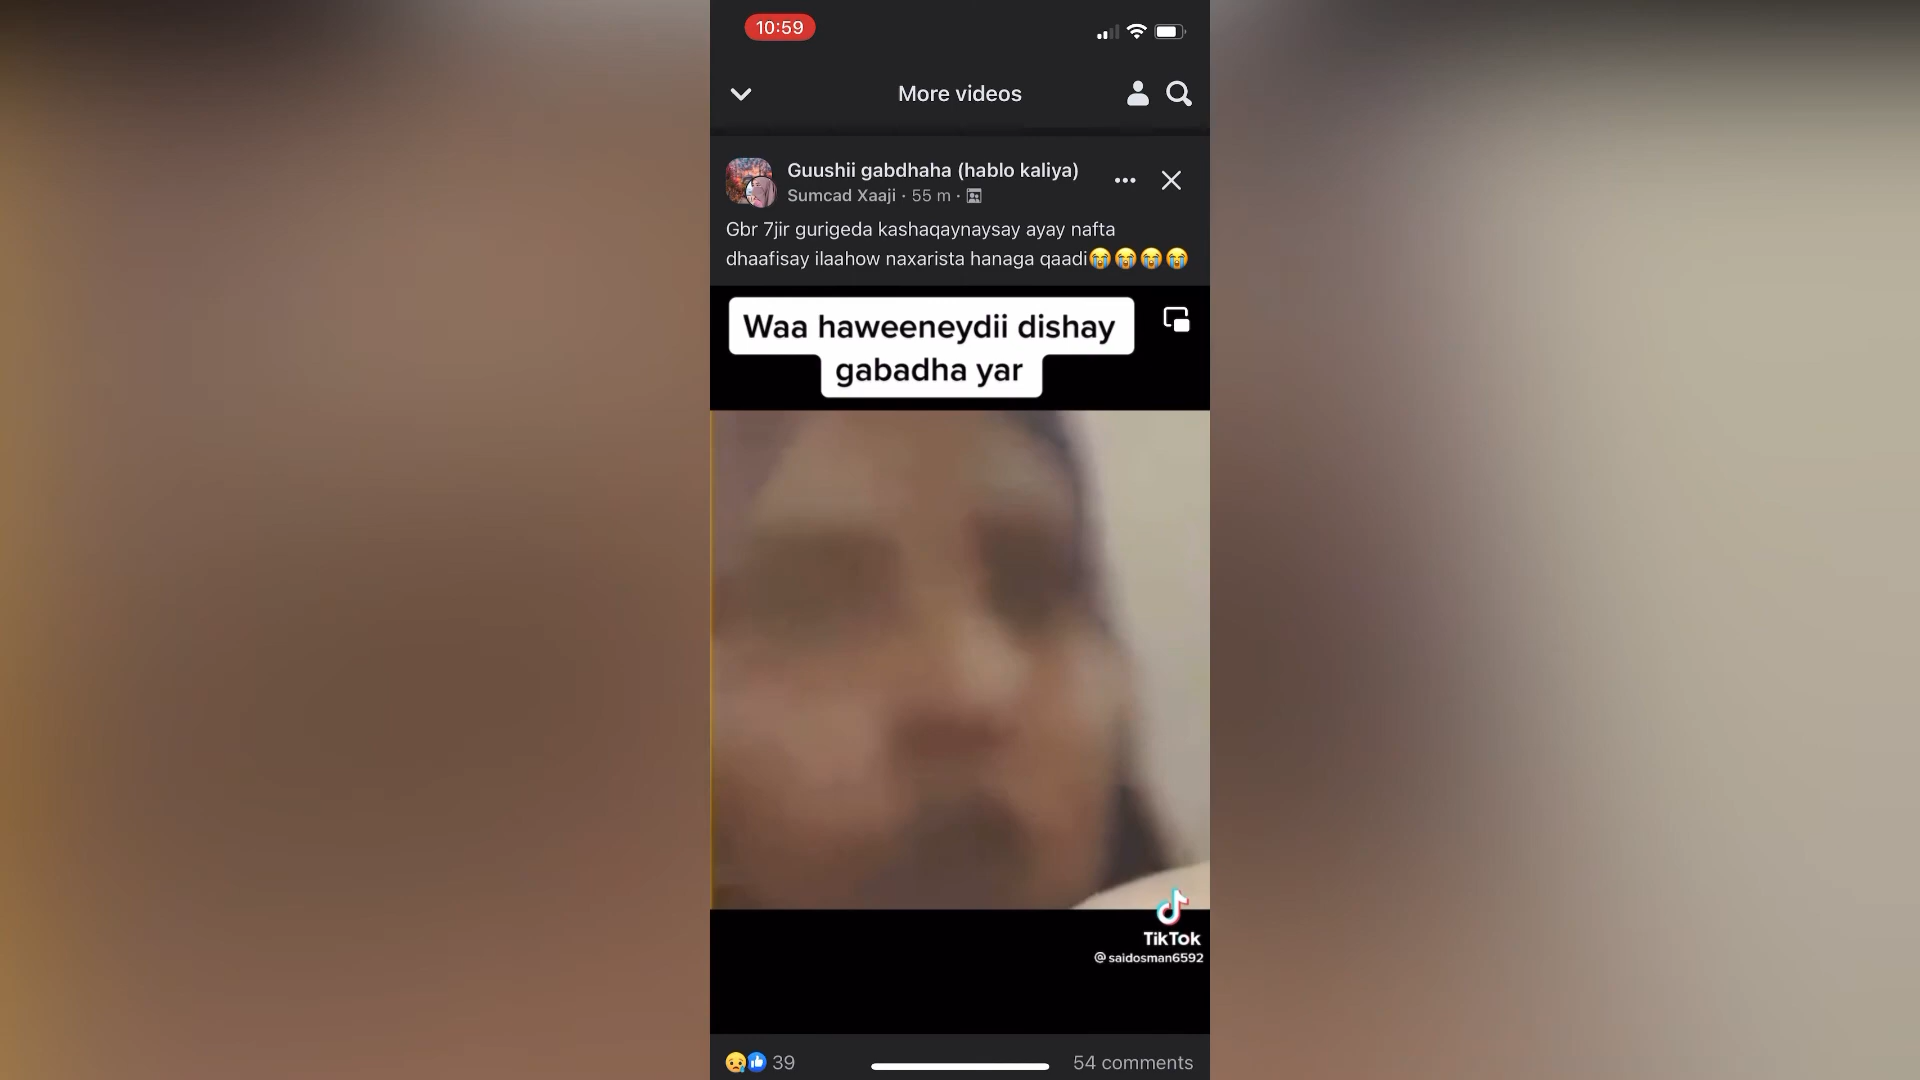 10:59
More videos
Guushii gabdhaha (hablo kaliya)
Sumcad Xaaji · 55 m ·
Gbr 7jir gurigeda kashaqaynaysay ayay nafta
dhaafisay ilaahow naxarista hanaga qaadi😭😭😭😭
Waa haweeneydii dishay
gabadha yar
TikTok
@saidosman6592
39
54 comments